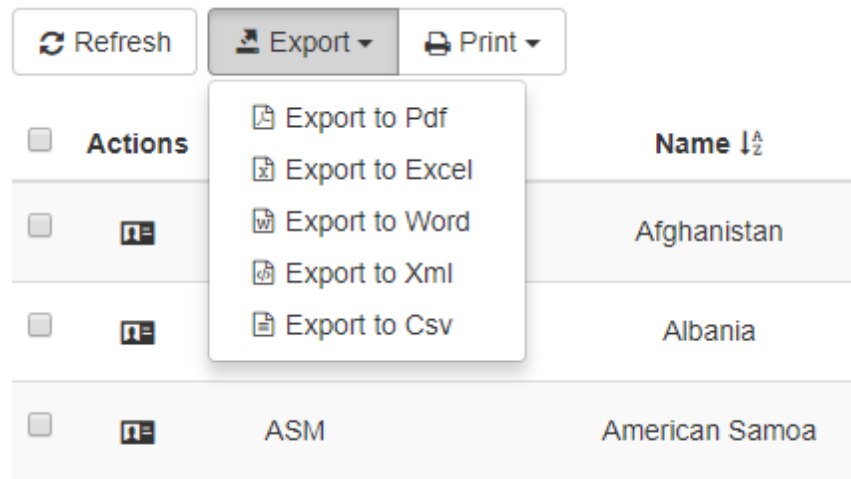 Refresh Export Print
Export to Pdf
Actions Name
Export to Excel
Export to Word
Afghanistan
Export to Xml
Export to Csv
Albania
ASM American Samoa